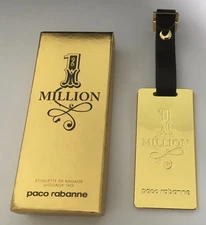 1
MILLION
ETIQUETTE DE BAGAGE
LUGGAGE TAG
paco rabanne
1
MILLION
paco rabanne